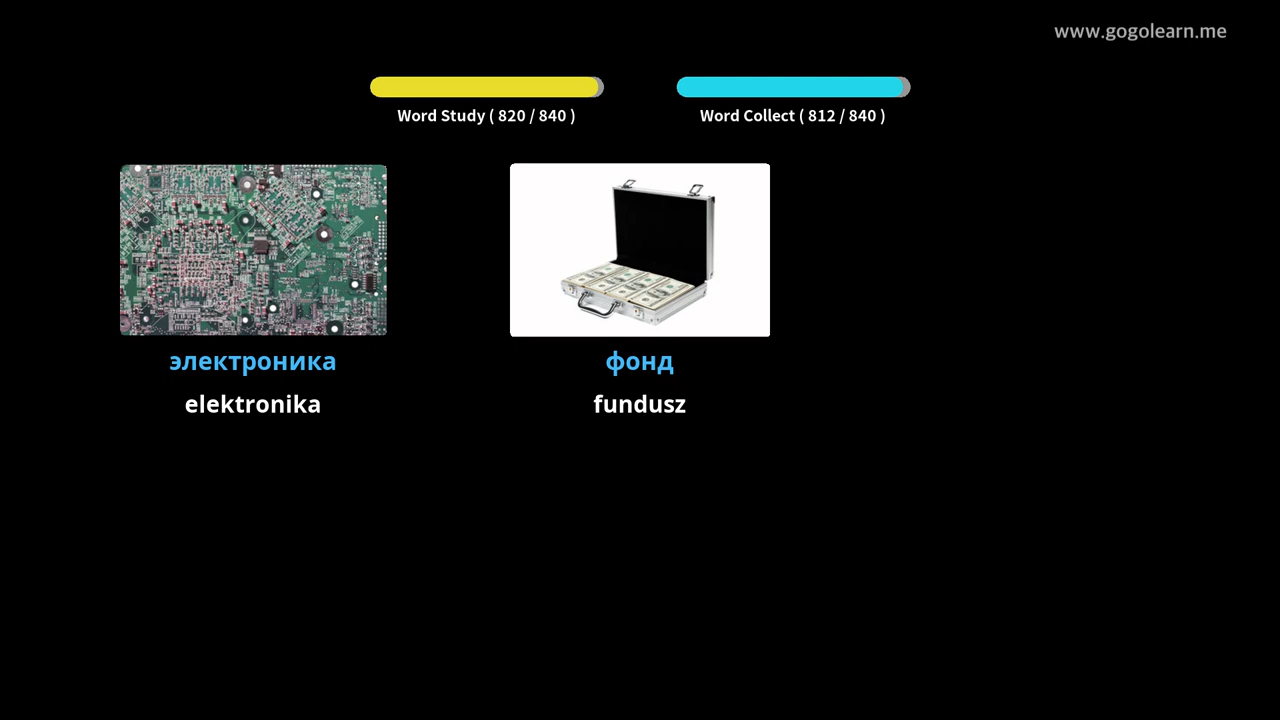 www.gogolearn.me
Word Study ( 820 / 840 )
Word Collect ( 812 / 840 )
электроника
elektronika
фонд
fundusz